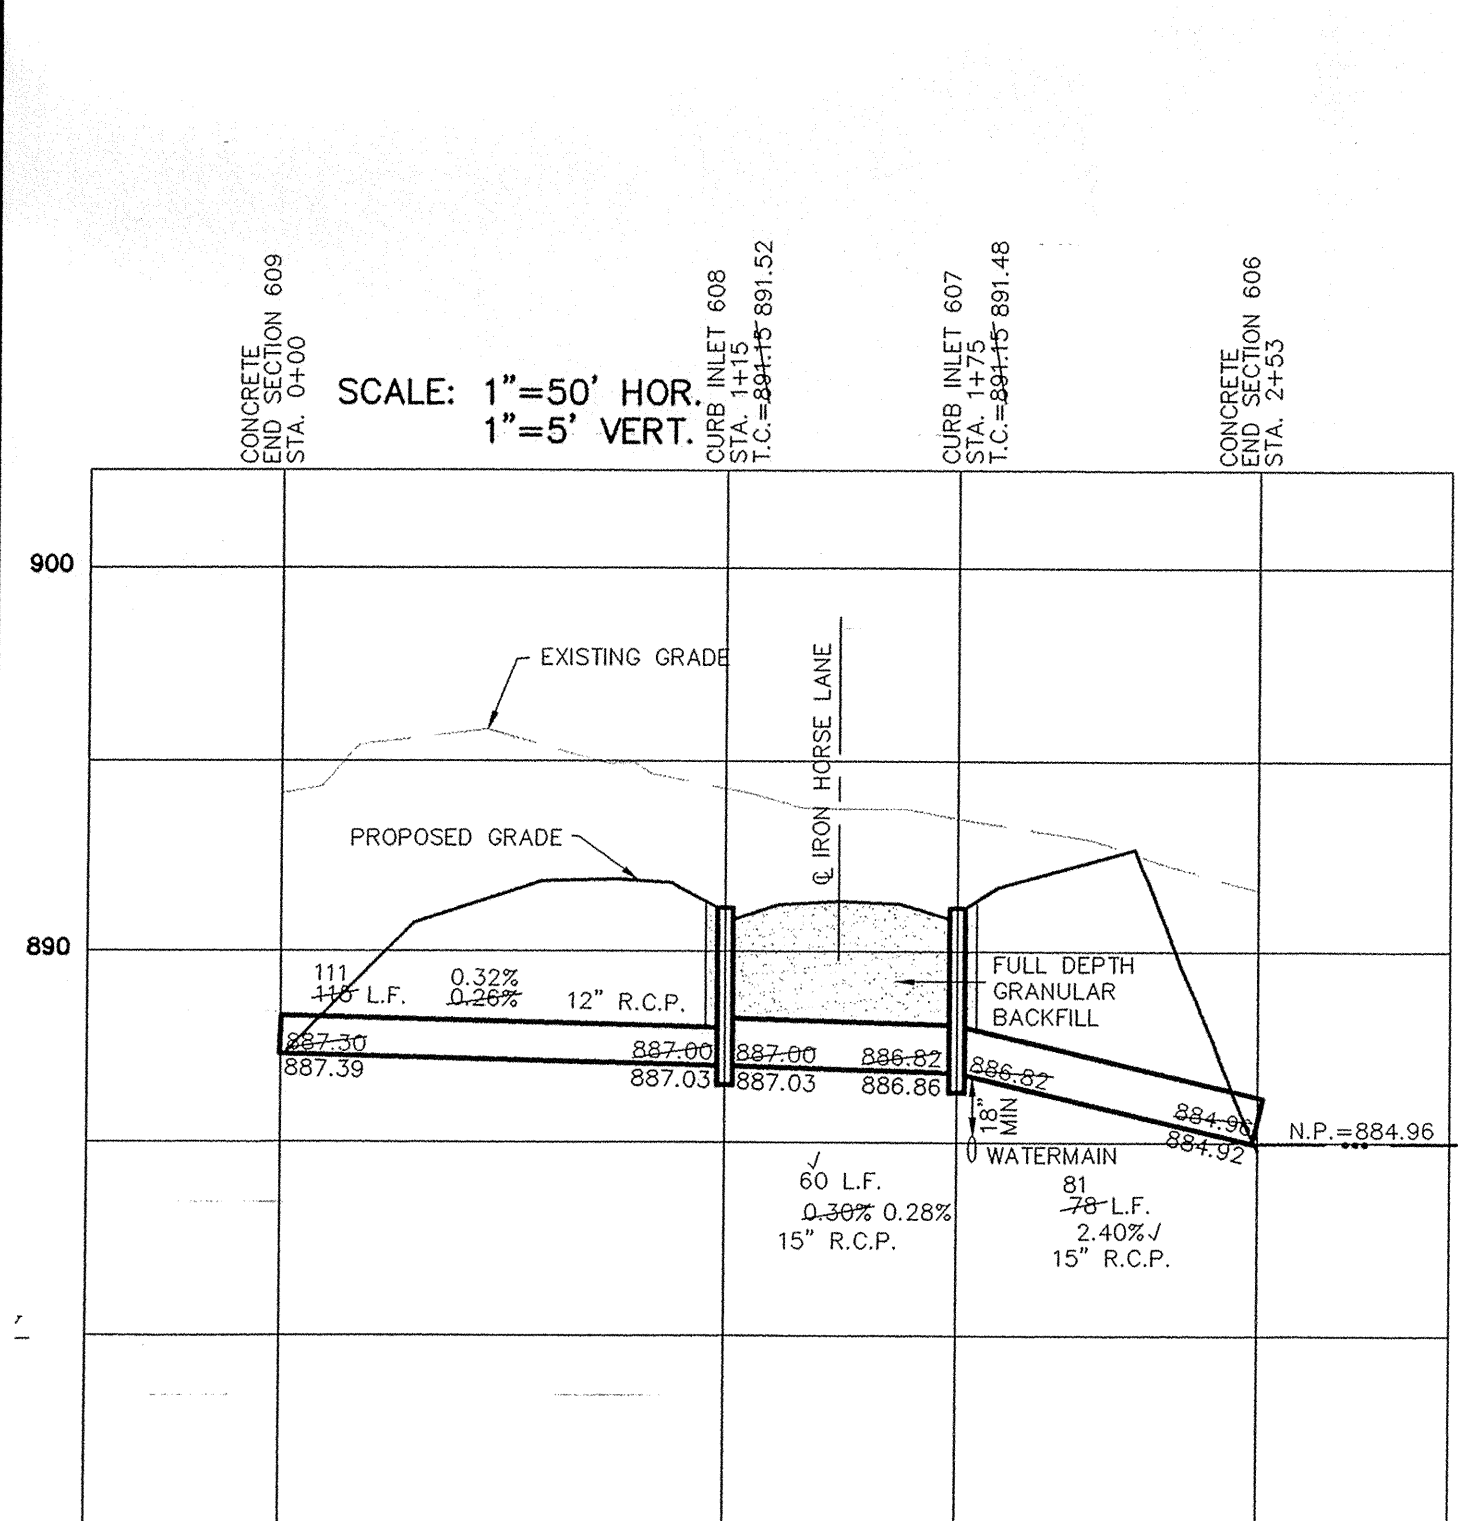 CONCRETE
END SECTION 609
STA. 0+00
SCALE: 1"=50' HOR.
1"=5' VERT.
CURB INLET 608
STA. 1+15
T.C.=891.15 891.52
CURB INLET 607
STA. 1+75
T.C.=891.15 891.48
CONCRETE
END SECTION 606
STA. 2+53
900
EXISTING GRADE
℄ IRON HORSE LANE
PROPOSED GRADE
890
111
L.F.
0.32%
0.26%
12" R.C.P.
FULL DEPTH
GRANULAR
BACKFILL
887.30
887.39
887.00
887.03
887.00
887.03
886.82
886.86
886.82
18"
MIN
884.96
884.92
N.P.=884.96
WATERMAIN
60 L.F.
0.30% 0.28%
15" R.C.P.
81
78 L.F.
2.40%✓
15" R.C.P.